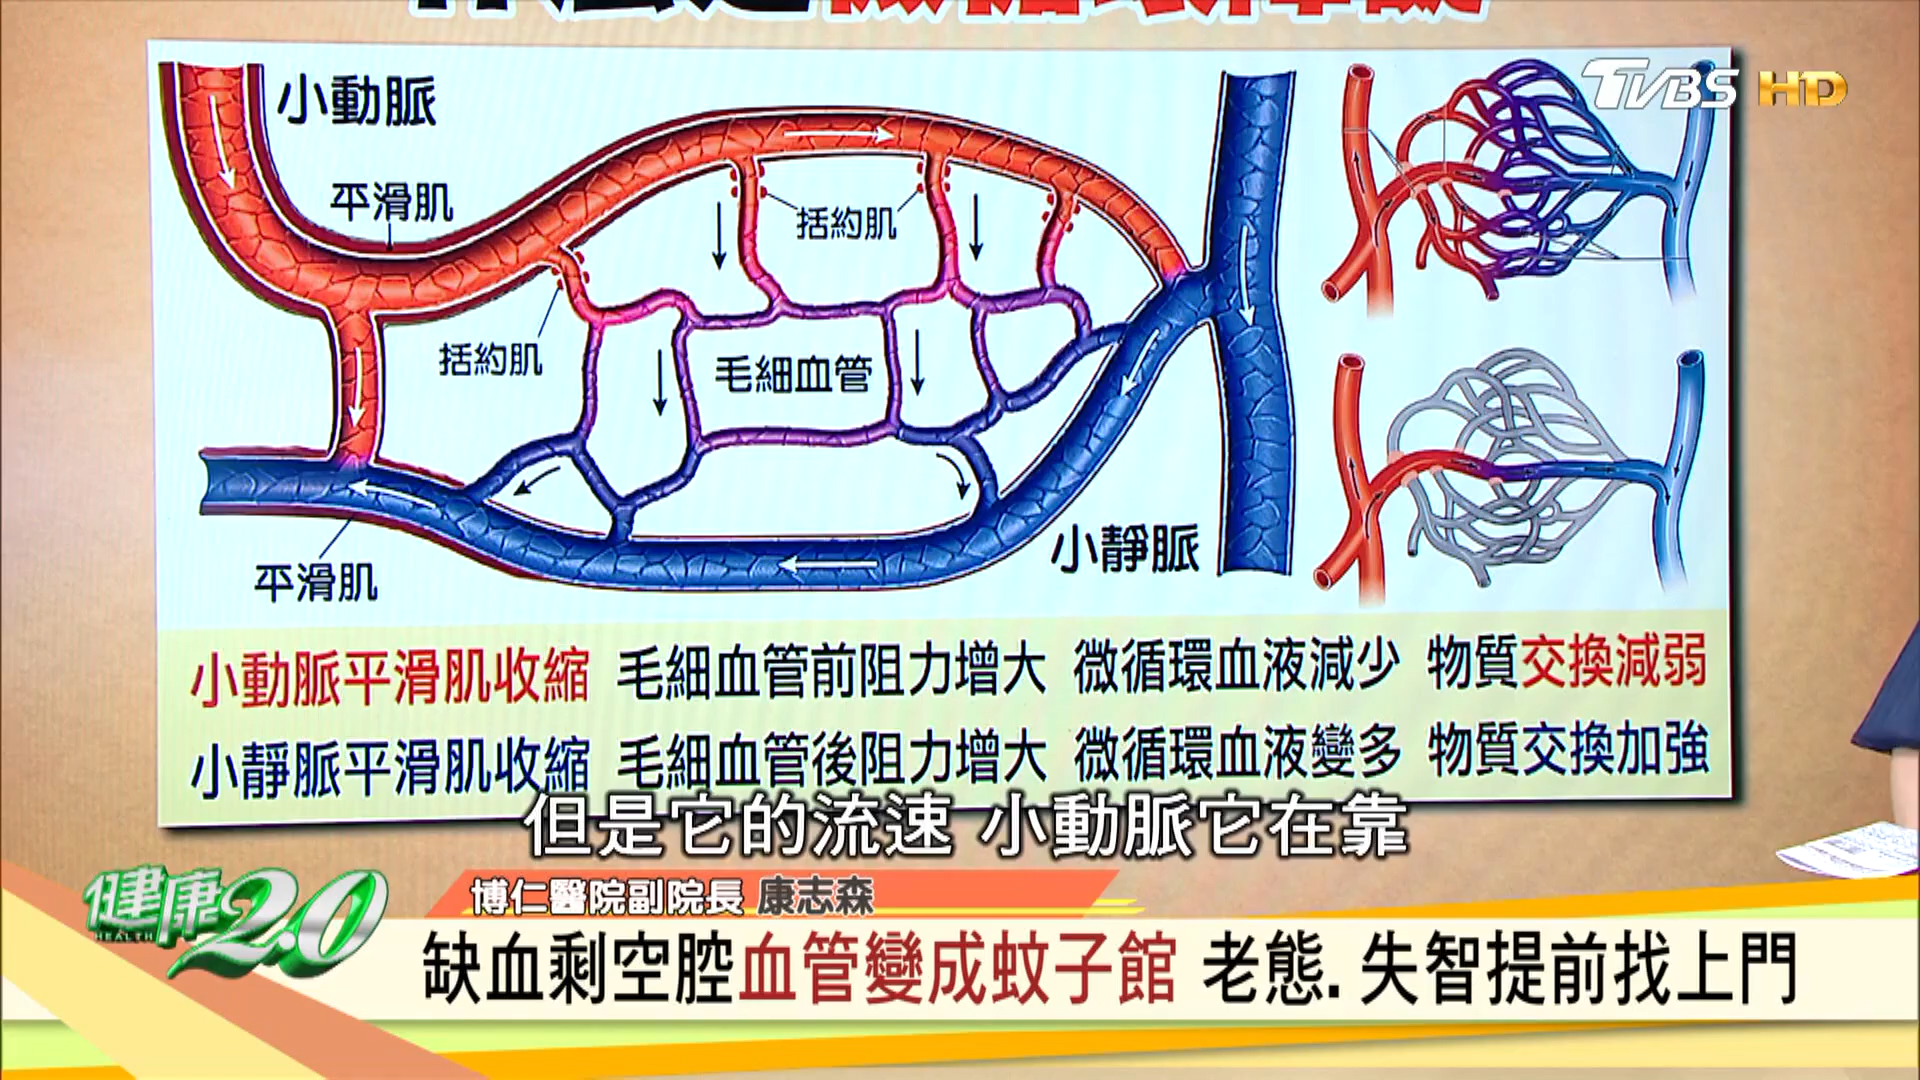 TVBS HD
小動脈
平滑肌
括約肌
括約肌
毛細血管
小靜脈
平滑肌
小動脈平滑肌收縮 毛細血管前阻力增大 微循環血液減少 物質交換減弱
小靜脈平滑肌收縮 毛細血管後阻力增大 微循環血液變多 物質交換加強
但是它的流速 小動脈它在靠
健康2.0
HEALTH
博仁醫院副院長 康志森
缺血剩空腔血管變成蚊子館 老態.失智提前找上門